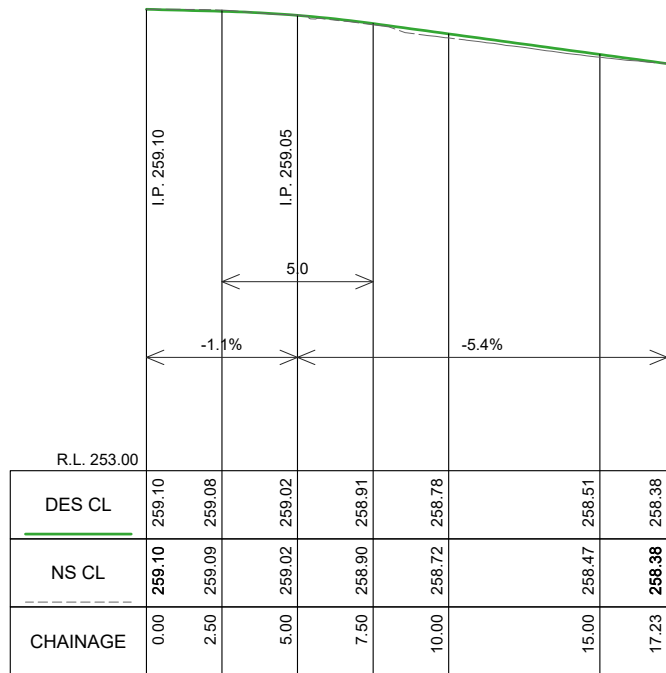 I.P. 259.10
I.P. 259.05
5.0
-1.1%
-5.4%
R.L. 253.00
DES CL 259.10 259.08 259.02 258.91 258.78 258.51 258.38
NS CL 259.10 259.09 259.02 258.90 258.72 258.47 258.38
CHAINAGE 0.00 2.50 5.00 7.50 10.00 15.00 17.23